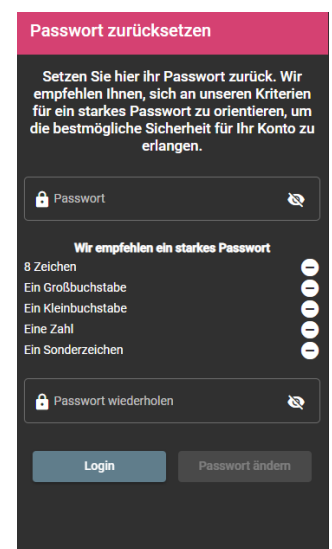 Passwort zurücksetzen
Setzen Sie hier ihr Passwort zurück. Wir
empfehlen Ihnen, sich an unseren Kriterien
für ein starkes Passwort zu orientieren, um
die bestmögliche Sicherheit für Ihr Konto zu
erlangen.
Passwort
Wir empfehlen ein starkes Passwort
8 Zeichen
Ein Großbuchstabe
Ein Kleinbuchstabe
Eine Zahl
Ein Sonderzeichen
Passwort wiederholen
Login Passwort ändern